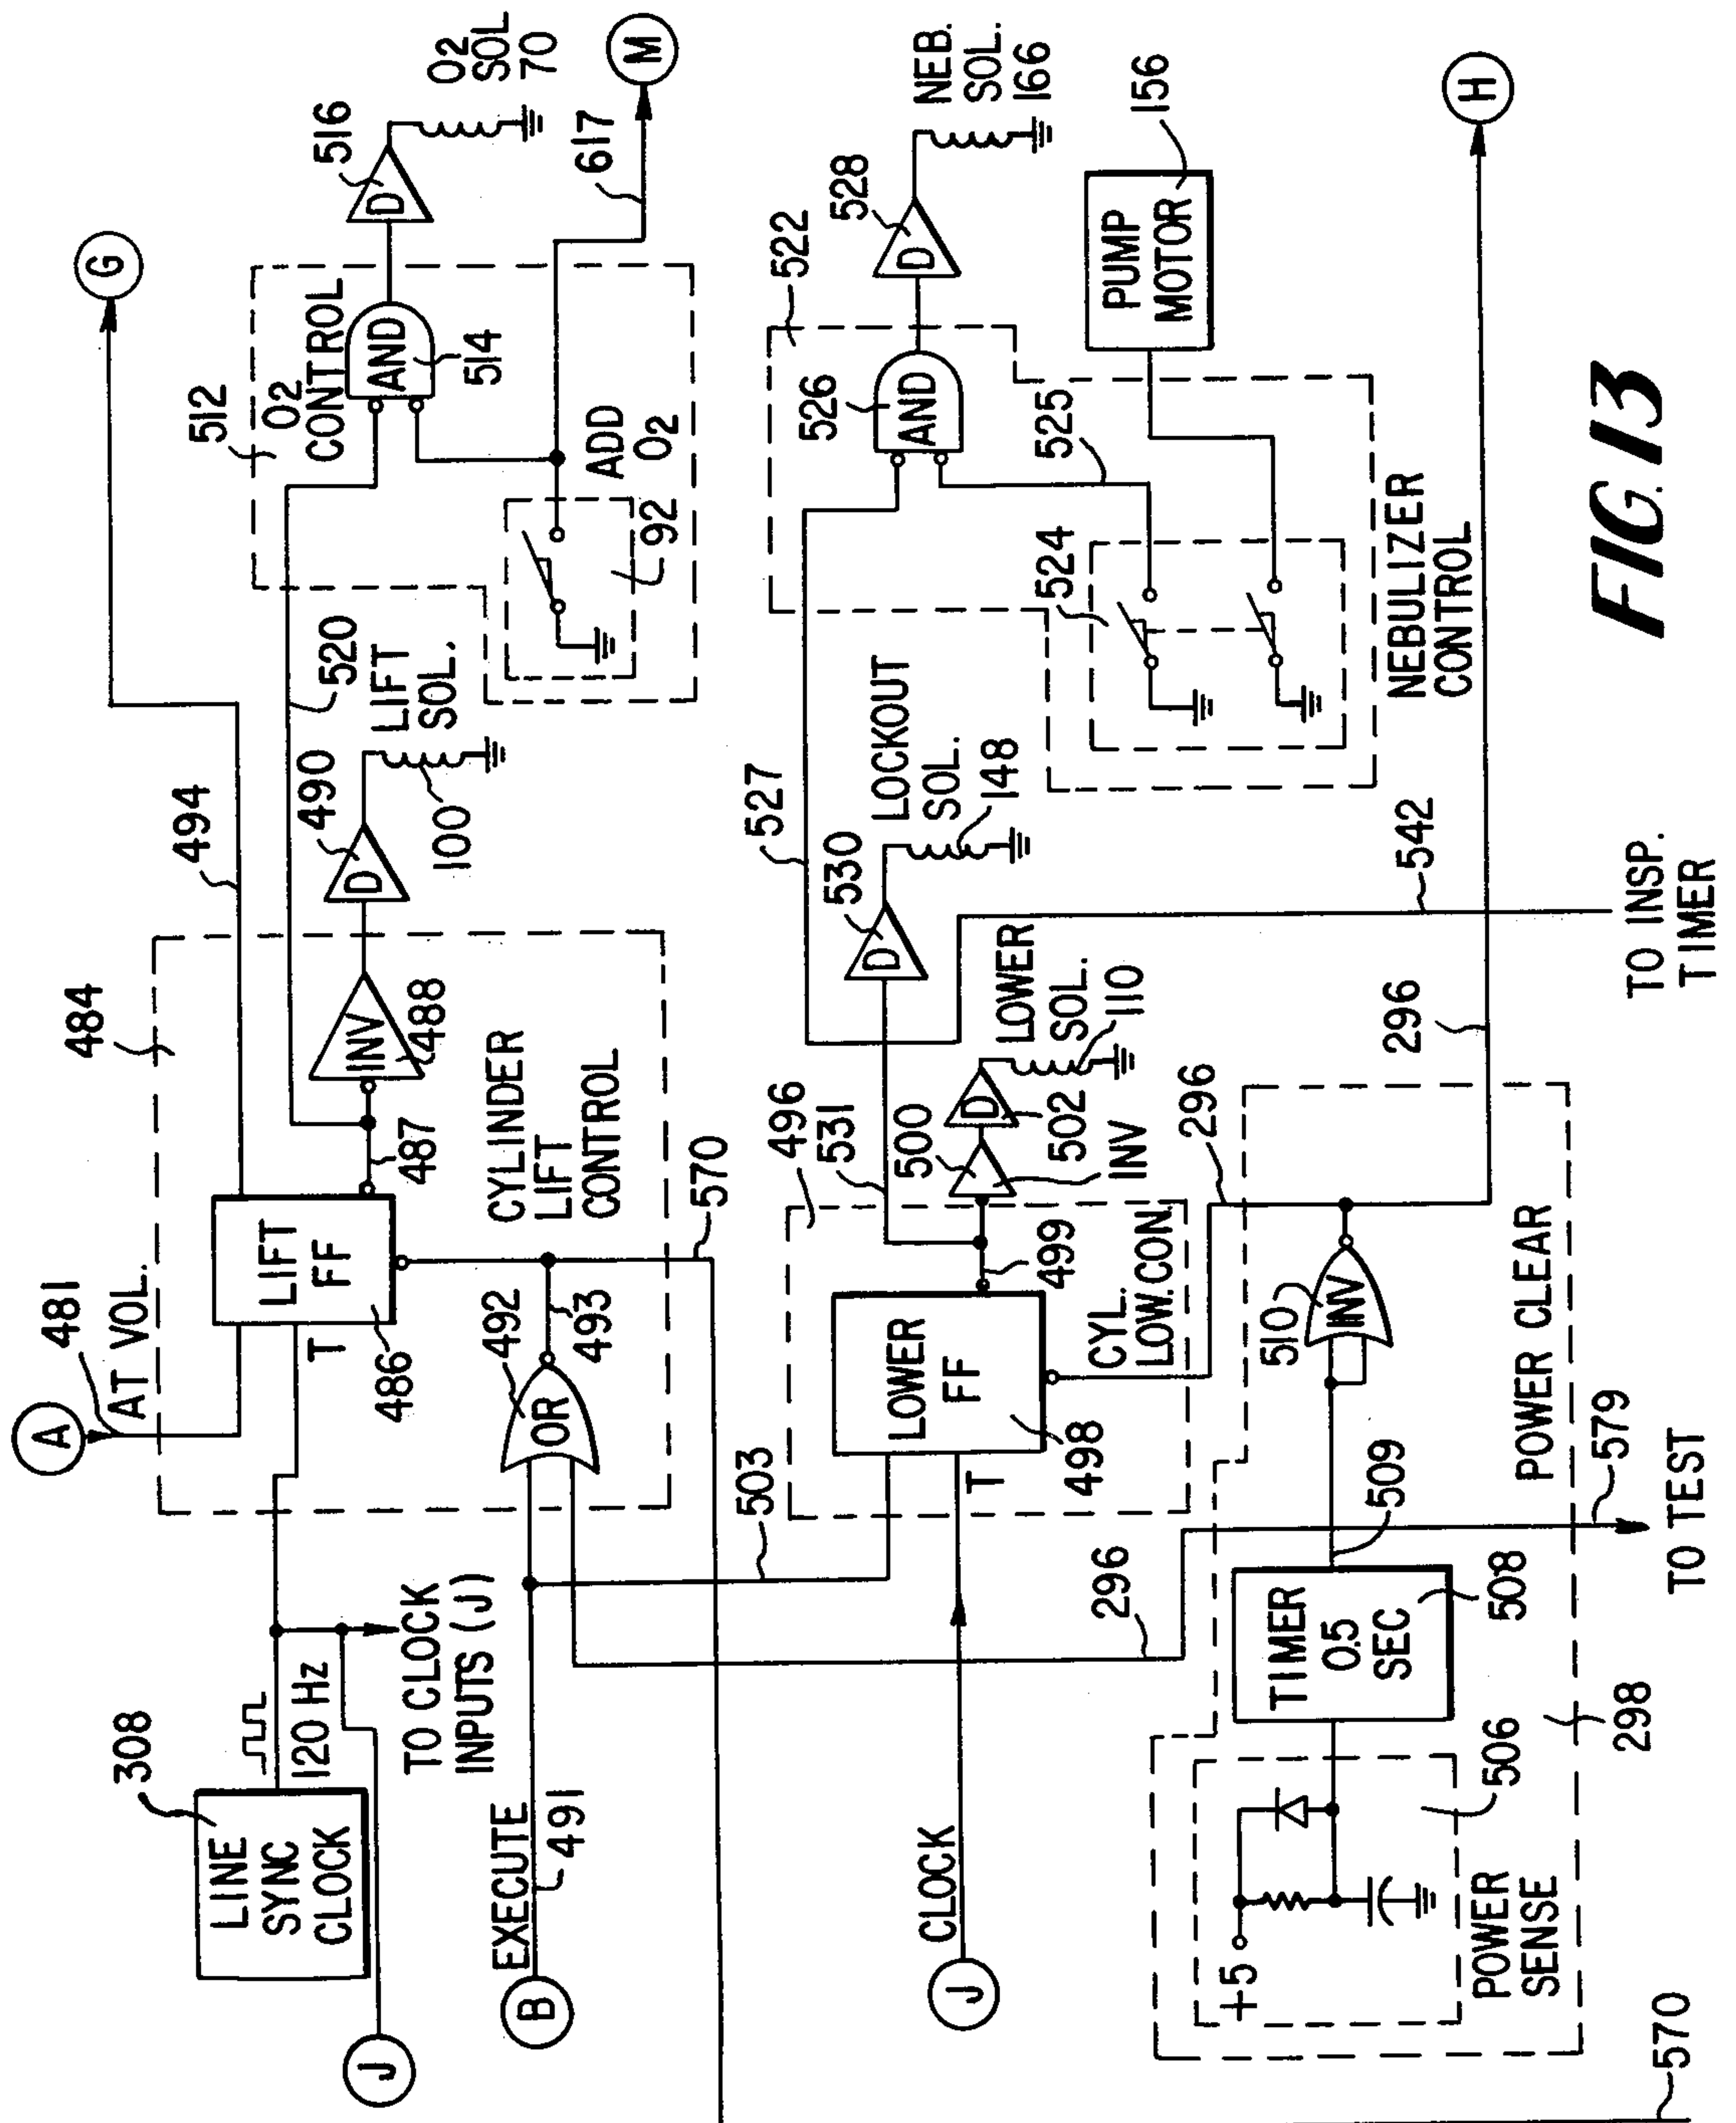 308
LINE
SYNC
CLOCK
120 Hz
J
TO CLOCK
INPUTS (J)
A
481
AT VOL.
484
LIFT
FF
T
486
487
INV
488
490
D
100
LIFT
SOL.
494
G
520
512
O2
CONTROL
AND
514
516
D
O2
SOL
70
617
M
ADD
O2
92
CYLINDER
LIFT
CONTROL
B
EXECUTE
491
492
OR
493
570
503
J
CLOCK
496
LOWER
FF
T
498
499
CYL.
LOW.CON.
531
500
502
INV
D
LOWER
SOL.
110
530
D
LOCKOUT
SOL.
148
527
522
526
AND
525
528
D
NEB.
SOL.
166
524
PUMP
MOTOR
156
NEBULIZER
CONTROL
542
TO INSP.
TIMER
296
296
296
H
+5
POWER
SENSE
506
TIMER
0.5
SEC
508
509
510
INV
POWER CLEAR
298
579
TO TEST
570
FIG. 13